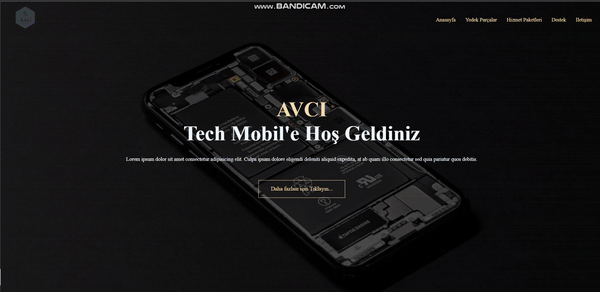 www.BANDICAM.com
Anasayfa Yedek Parçalar Hizmet Paketleri Destek İletişim
AVCI
Tech Mobil'e Hoş Geldiniz
Lorem ipsum dolor sit amet consectetur adipisicing elit. Culpa ipsum dolore eligendi deleniti aliquid expedita, at ab quam illo consectetur sed quia pariatur quos debitis.
Daha fazlası için Tıklayın...